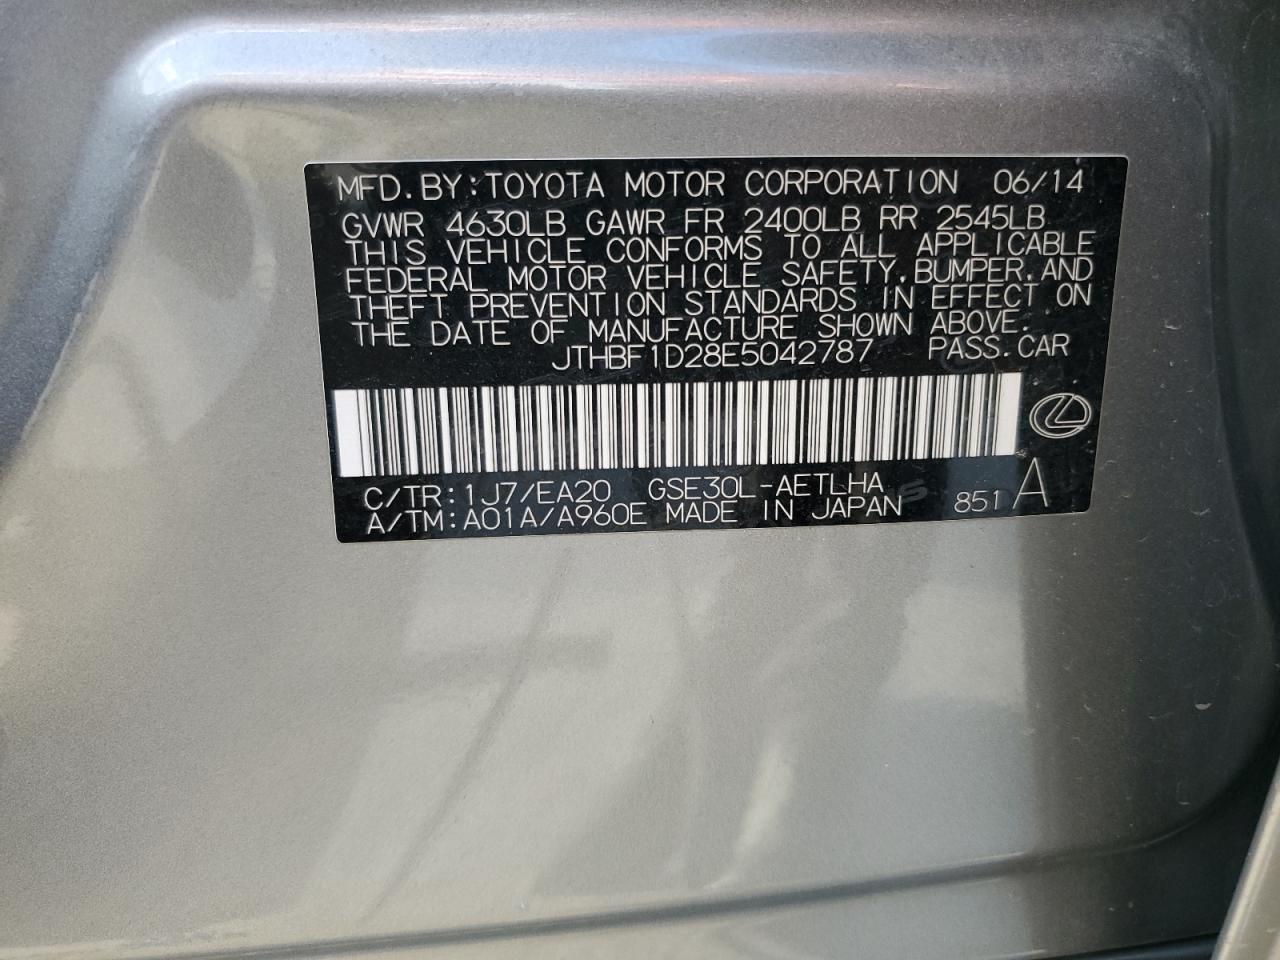 MFD.BY:TOYOTA MOTOR CORPORATION 06/14
GVWR 4630LB GAWR FR 2400LB RR 2545LB
THIS VEHICLE CONFORMS TO ALL APPLICABLE
FEDERAL MOTOR VEHICLE SAFETY,BUMPER,AND
THEFT PREVENTION STANDARDS IN EFFECT ON
THE DATE OF MANUFACTURE SHOWN ABOVE.
JTHBF1D28E5042787 PASS.CAR
C/TR:1J7/EA20 GSE30L-AETLHA
A/TM:A01A/A960E MADE IN JAPAN 851 A